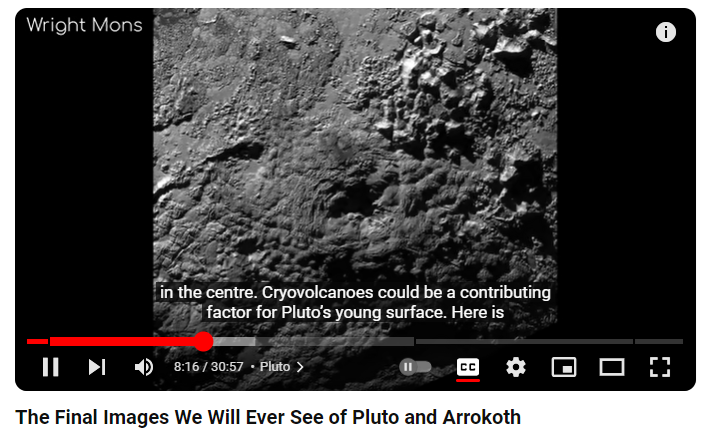 Wright Mons
in the centre. Cryovolcanoes could be a contributing
factor for Pluto's young surface. Here is
8:16 / 30:57 • Pluto
CC
The Final Images We Will Ever See of Pluto and Arrokoth